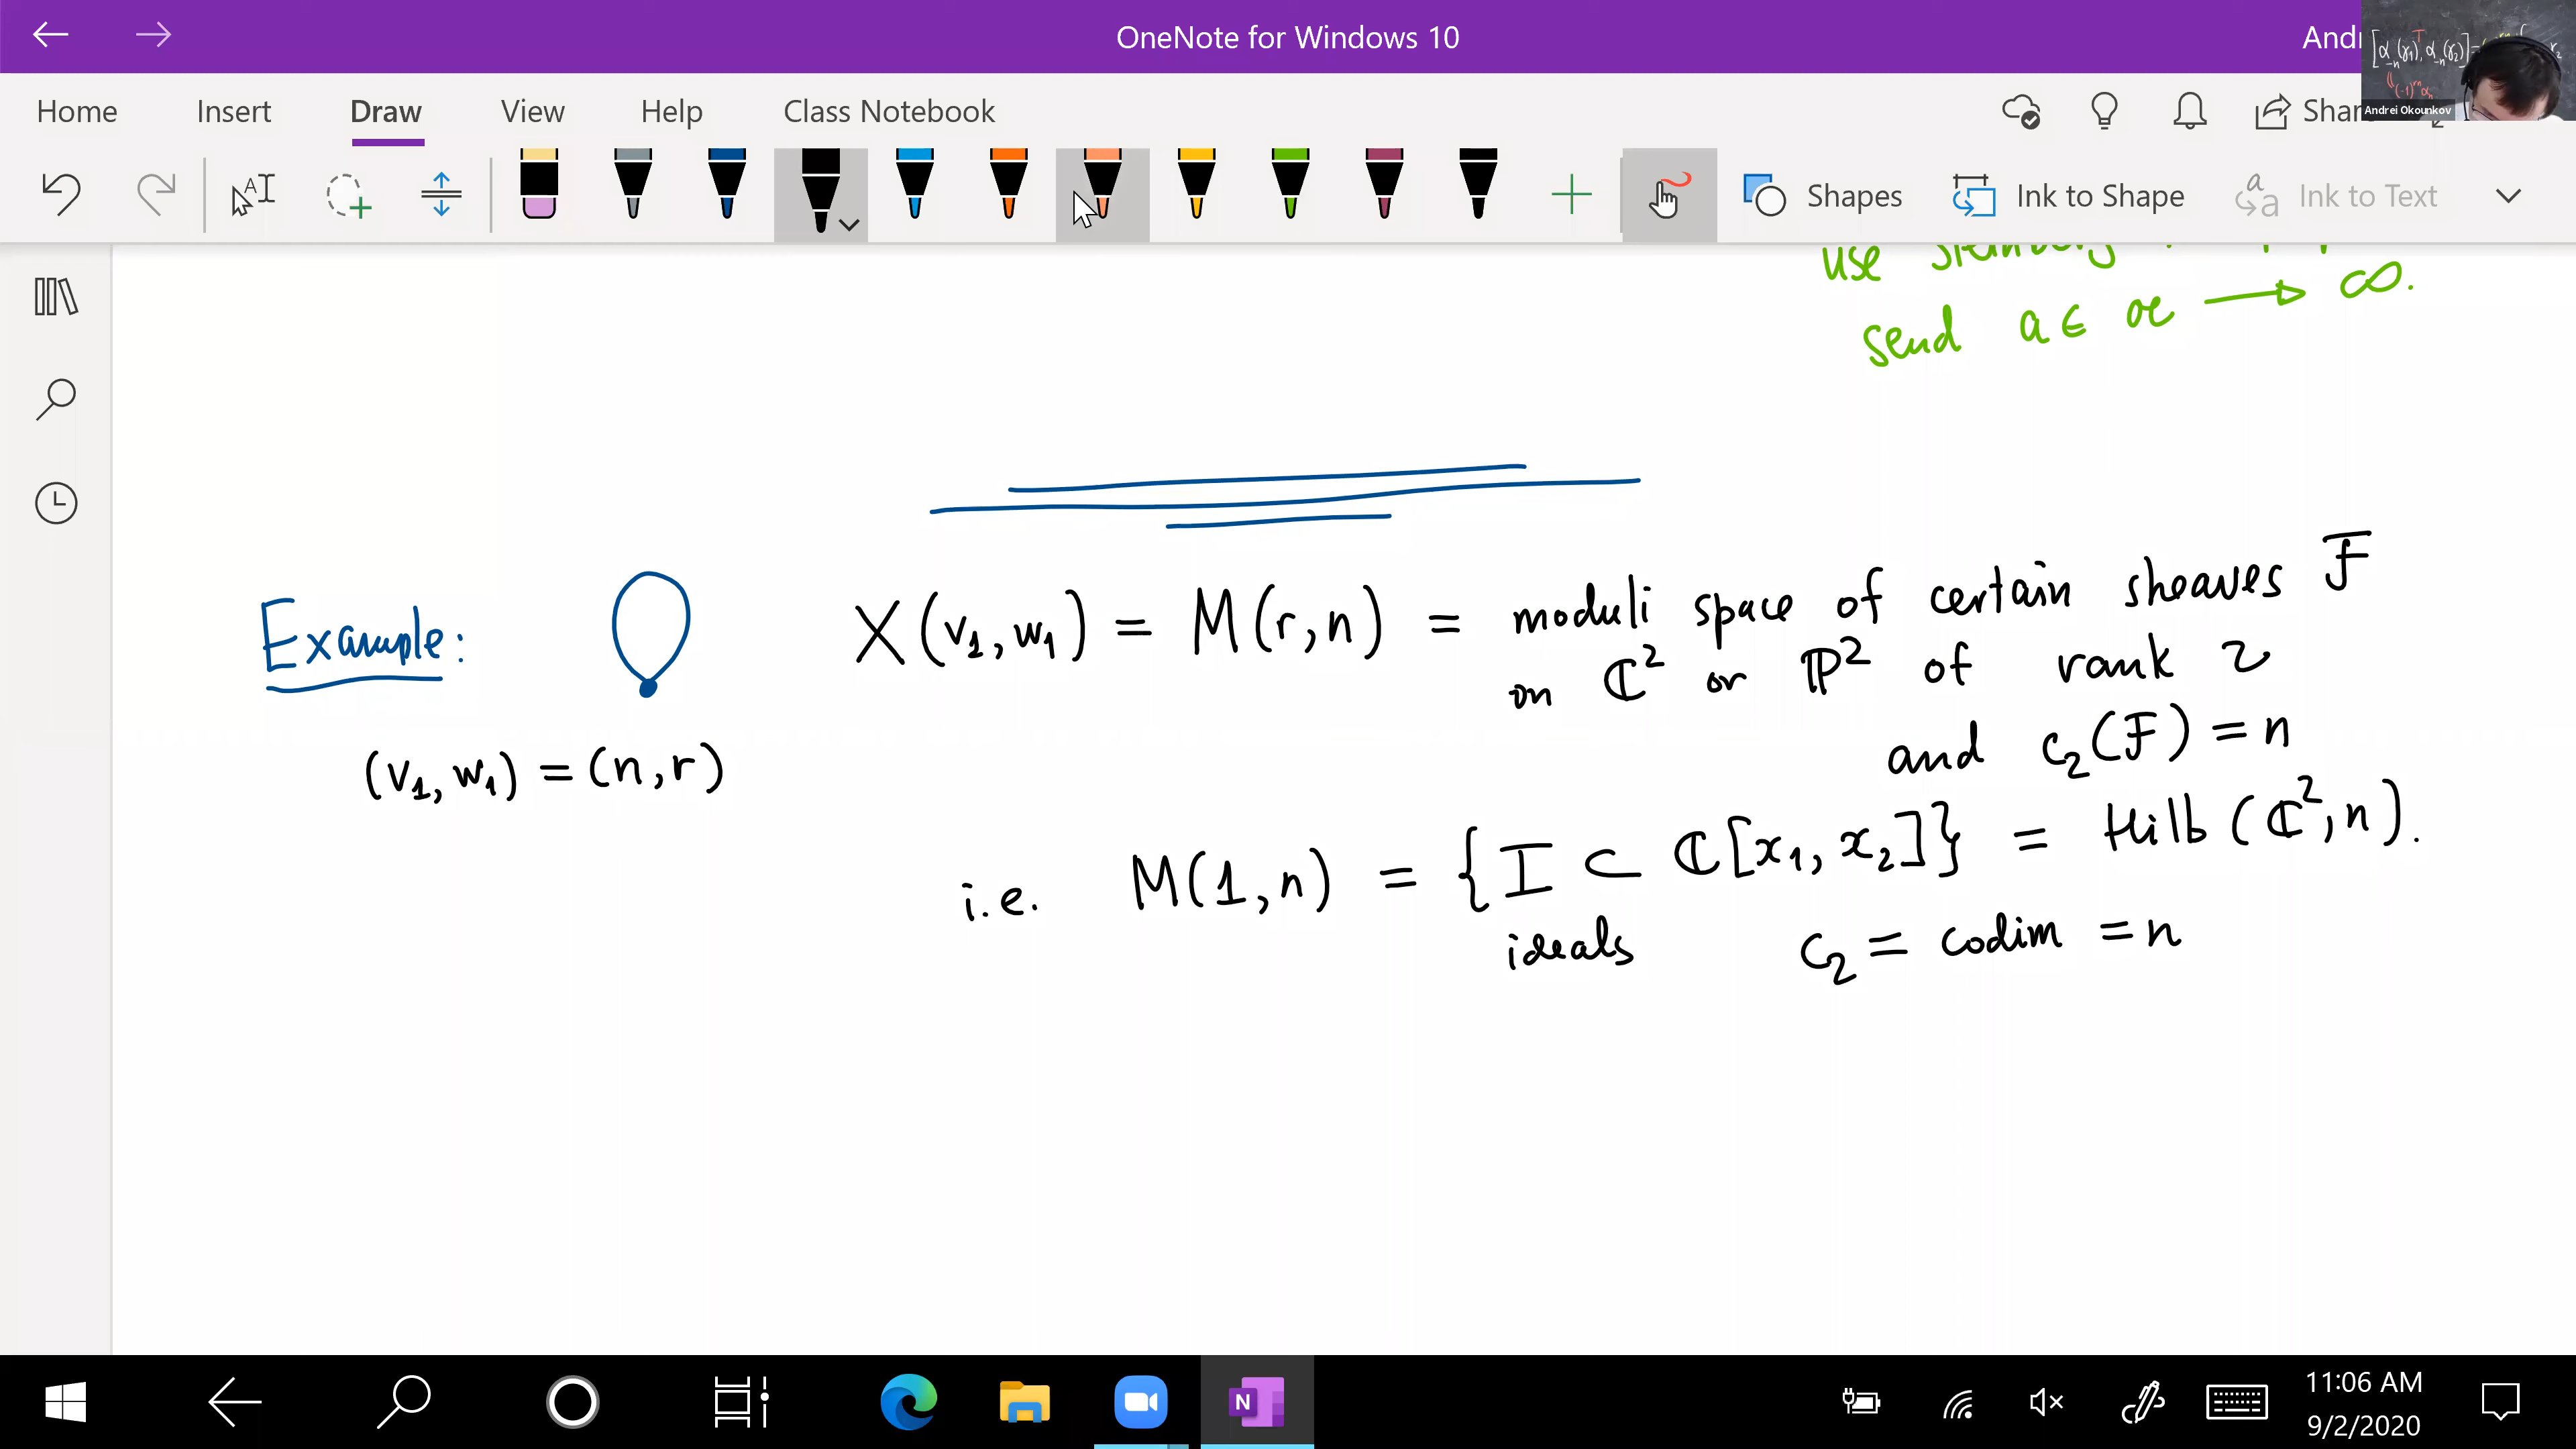 OneNote for Windows 10
Andr
Home Insert Draw View Help Class Notebook
Shar
Andrei Okounkov
Shapes Ink to Shape Ink to Text
use
send a ∈ 𝔞 → ∞.
Example: X(v₁, w₁) = M(r, n) = moduli space of certain sheaves F
on ℂ² or ℙ² of rank r
(v₁, w₁) = (n, r)
and c₂(F) = n
i.e. M(1, n) = {I ⊂ ℂ[x₁, x₂]} = Hilb(ℂ², n).
ideals c₂ = codim = n
11:06 AM
9/2/2020